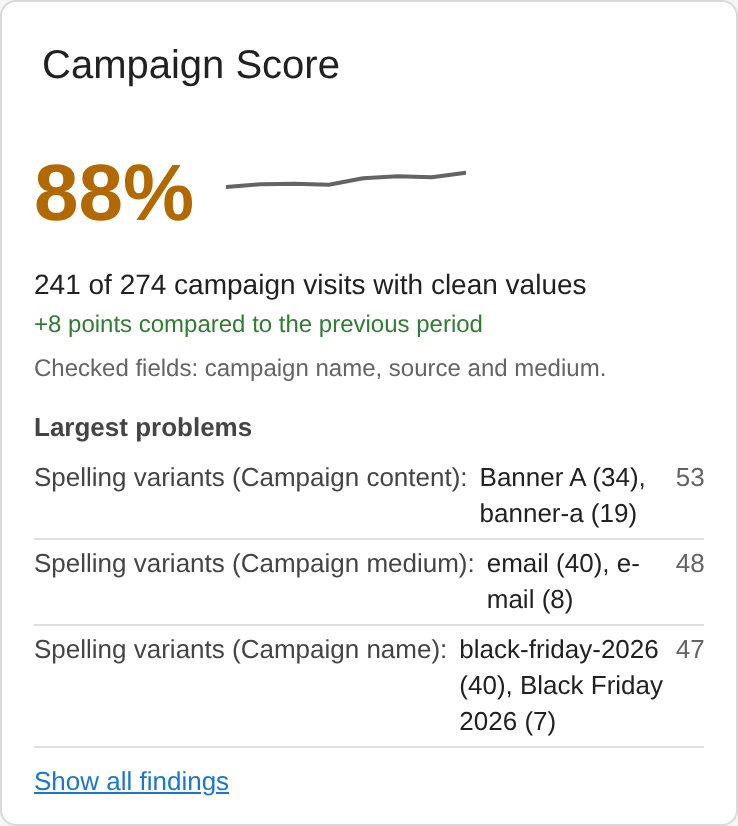 Campaign Score
88%
241 of 274 campaign visits with clean values
+8 points compared to the previous period
Checked fields: campaign name, source and medium.
Largest problems
Spelling variants (Campaign content): Banner A (34), 53
banner-a (19)
Spelling variants (Campaign medium): email (40), e- 48
mail (8)
Spelling variants (Campaign name): black-friday-2026 47
(40), Black Friday
2026 (7)
Show all findings